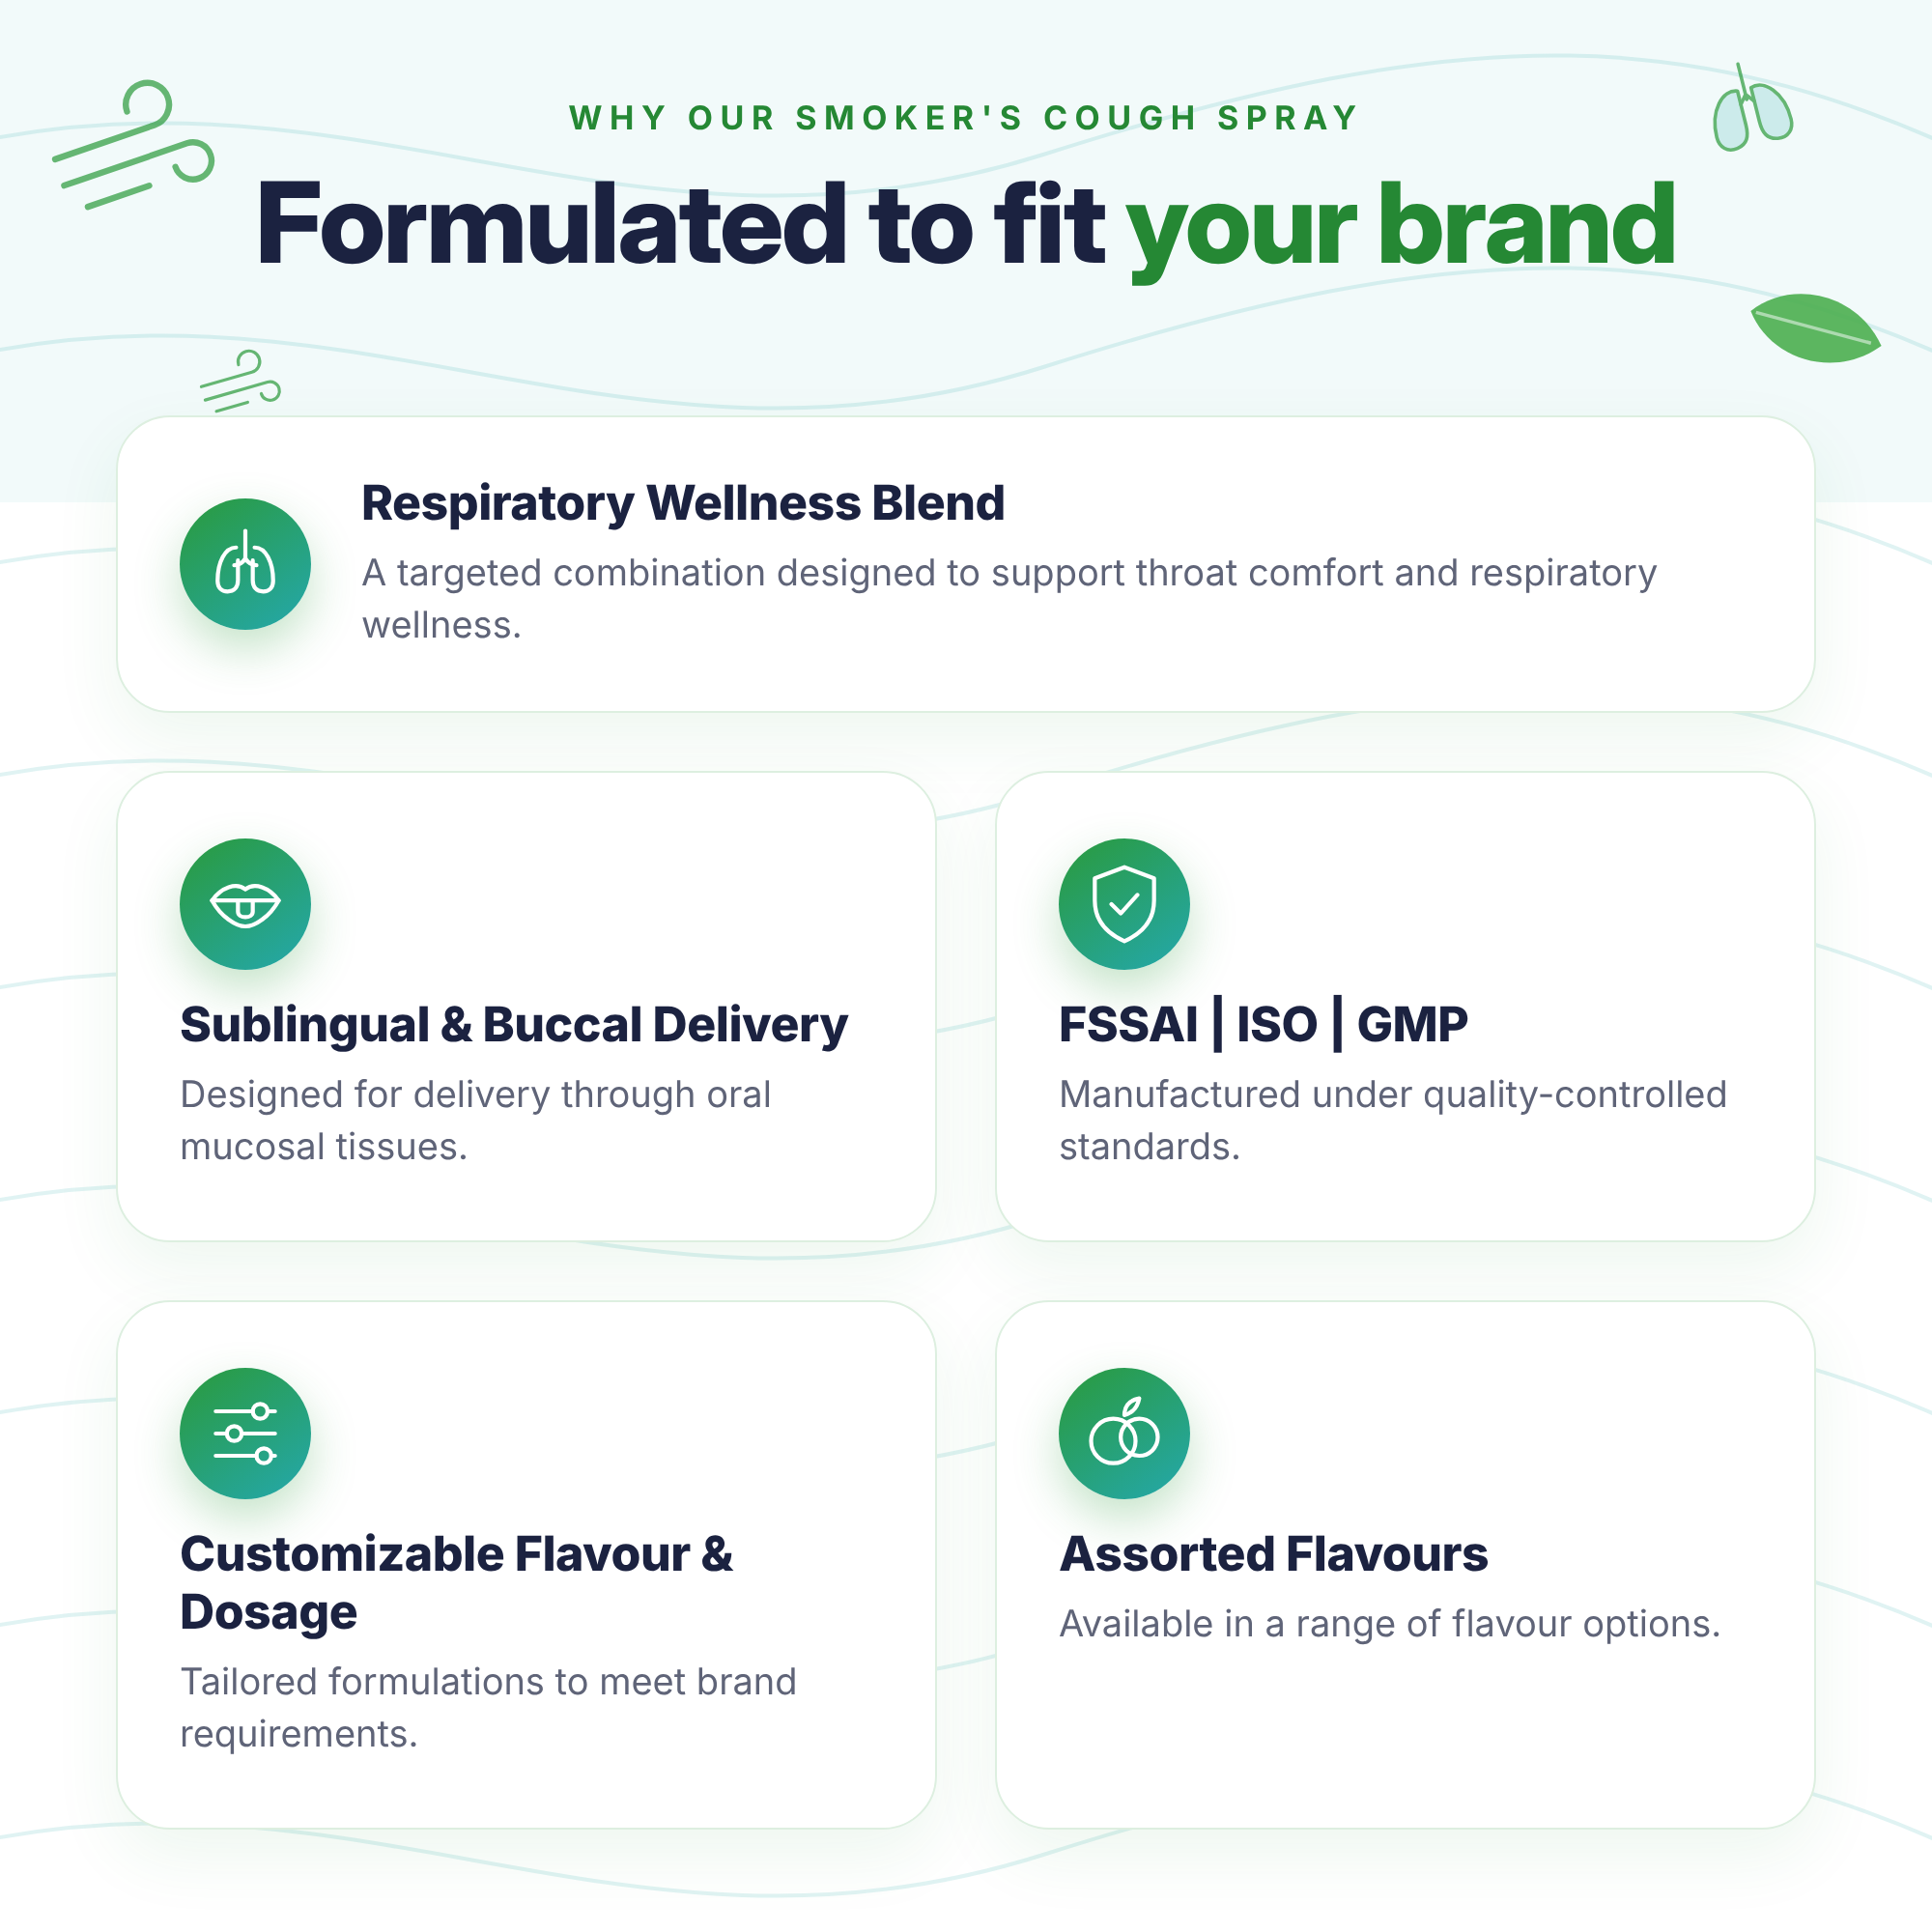 WHY OUR SMOKER'S COUGH SPRAY
Formulated to fit your brand
Respiratory Wellness Blend
A targeted combination designed to support throat comfort and respiratory
wellness.
Sublingual & Buccal Delivery
Designed for delivery through oral
mucosal tissues.
FSSAI | ISO | GMP
Manufactured under quality-controlled
standards.
Customizable Flavour &
Dosage
Tailored formulations to meet brand
requirements.
Assorted Flavours
Available in a range of flavour options.